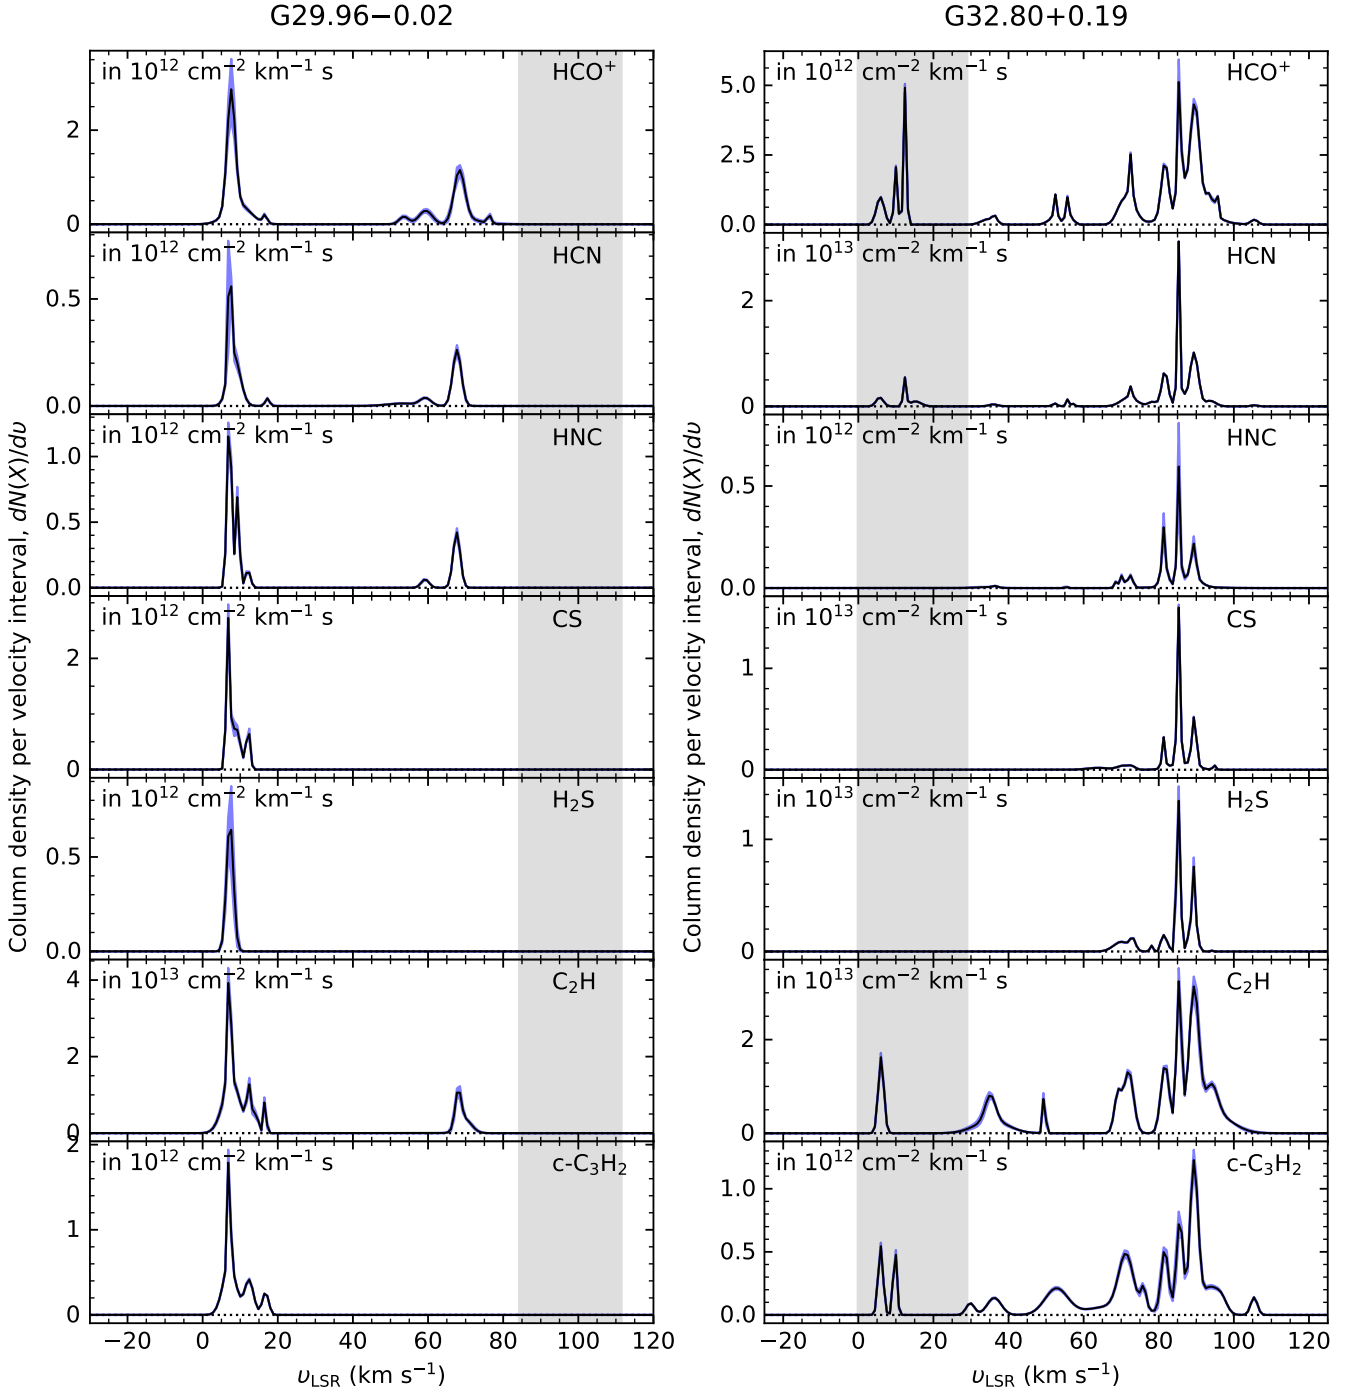 G29.96−0.02
G32.80+0.19
Column density per velocity interval, dN(X)/dυ
in 10¹² cm⁻² km⁻¹ s HCO⁺
2
0
in 10¹² cm⁻² km⁻¹ s HCN
0.5
0.0
in 10¹² cm⁻² km⁻¹ s HNC
1.0
0.5
0.0
in 10¹² cm⁻² km⁻¹ s CS
2
0
in 10¹² cm⁻² km⁻¹ s H₂S
0.5
0.0
in 10¹³ cm⁻² km⁻¹ s C₂H
4
2
0
in 10¹² cm⁻² km⁻¹ s c-C₃H₂
2
1
0
−20 0 20 40 60 80 100 120
υLSR (km s⁻¹)
Column density per velocity interval, dN(X)/dυ
in 10¹² cm⁻² km⁻¹ s HCO⁺
5.0
2.5
0.0
in 10¹³ cm⁻² km⁻¹ s HCN
2
0
in 10¹² cm⁻² km⁻¹ s HNC
0.5
0.0
in 10¹³ cm⁻² km⁻¹ s CS
1
0
in 10¹³ cm⁻² km⁻¹ s H₂S
1
0
in 10¹³ cm⁻² km⁻¹ s C₂H
2
0
in 10¹² cm⁻² km⁻¹ s c-C₃H₂
1.0
0.5
0.0
−20 0 20 40 60 80 100 120
υLSR (km s⁻¹)